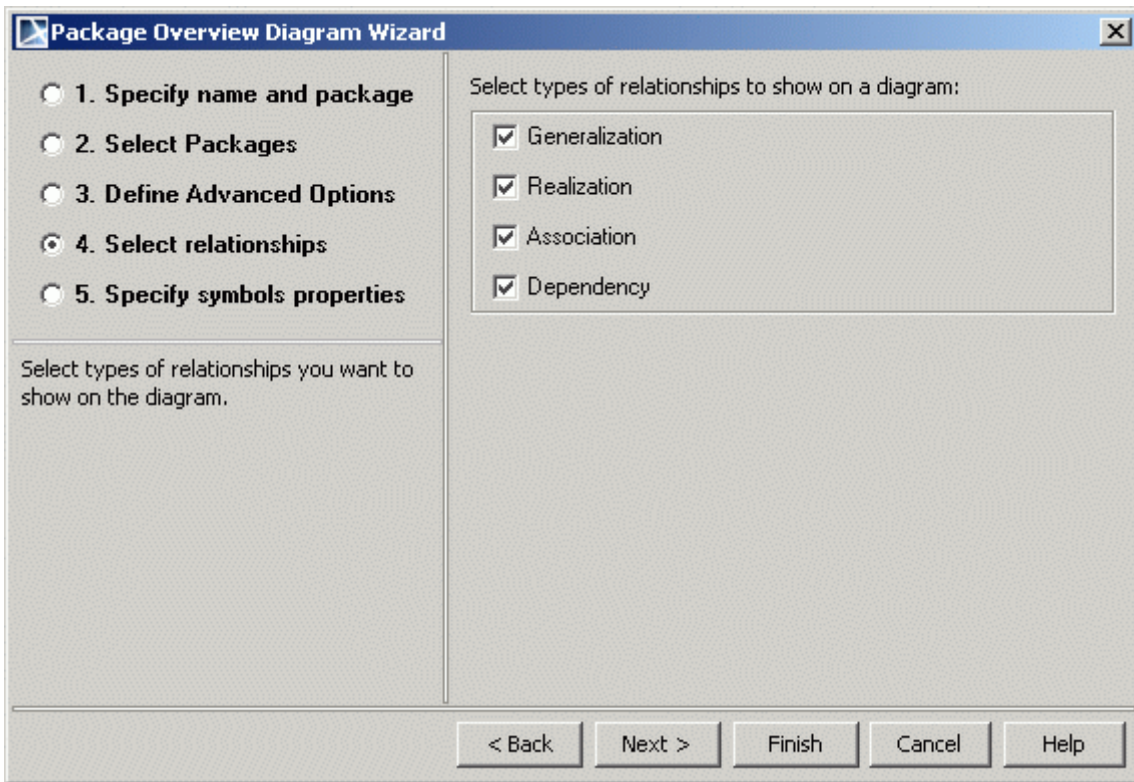 Package Overview Diagram Wizard
1. Specify name and package
2. Select Packages
3. Define Advanced Options
4. Select relationships
5. Specify symbols properties
Select types of relationships you want to
show on the diagram.
Select types of relationships to show on a diagram:
Generalization
Realization
Association
Dependency
< Back
Next >
Finish
Cancel
Help